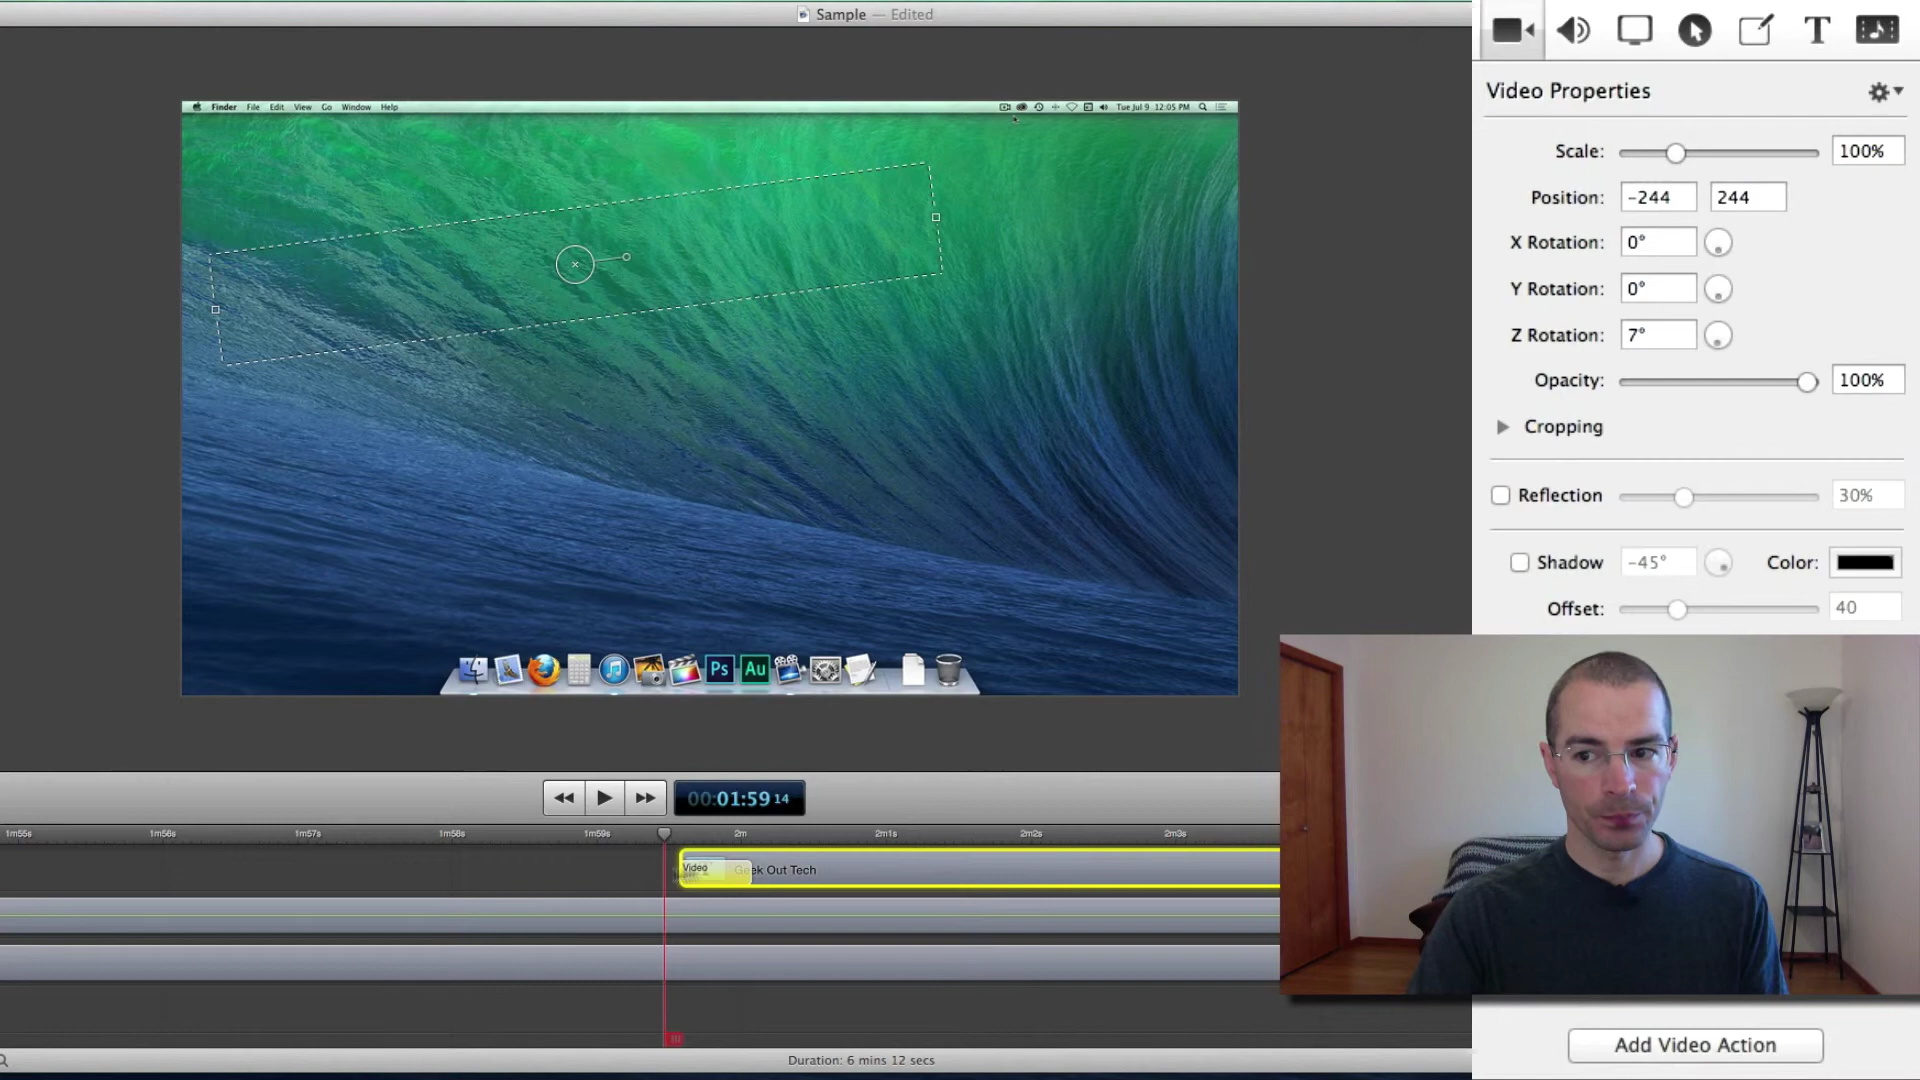 Sample — Edited
Finder File Edit View Go Window Help
Tue Jul 9 12:05 PM
T
Video Properties
Scale: 100%
Position: -244 244
X Rotation: 0°
Y Rotation: 0°
Z Rotation: 7°
Opacity: 100%
Cropping
Reflection 30%
Shadow -45° Color:
Offset: 40
Ps Au
00:01:59 14
1m55s 1m56s 1m57s 1m58s 1m59s 2m 2m1s 2m2s 2m3s
Video
ek Out Tech
Duration: 6 mins 12 secs
Add Video Action